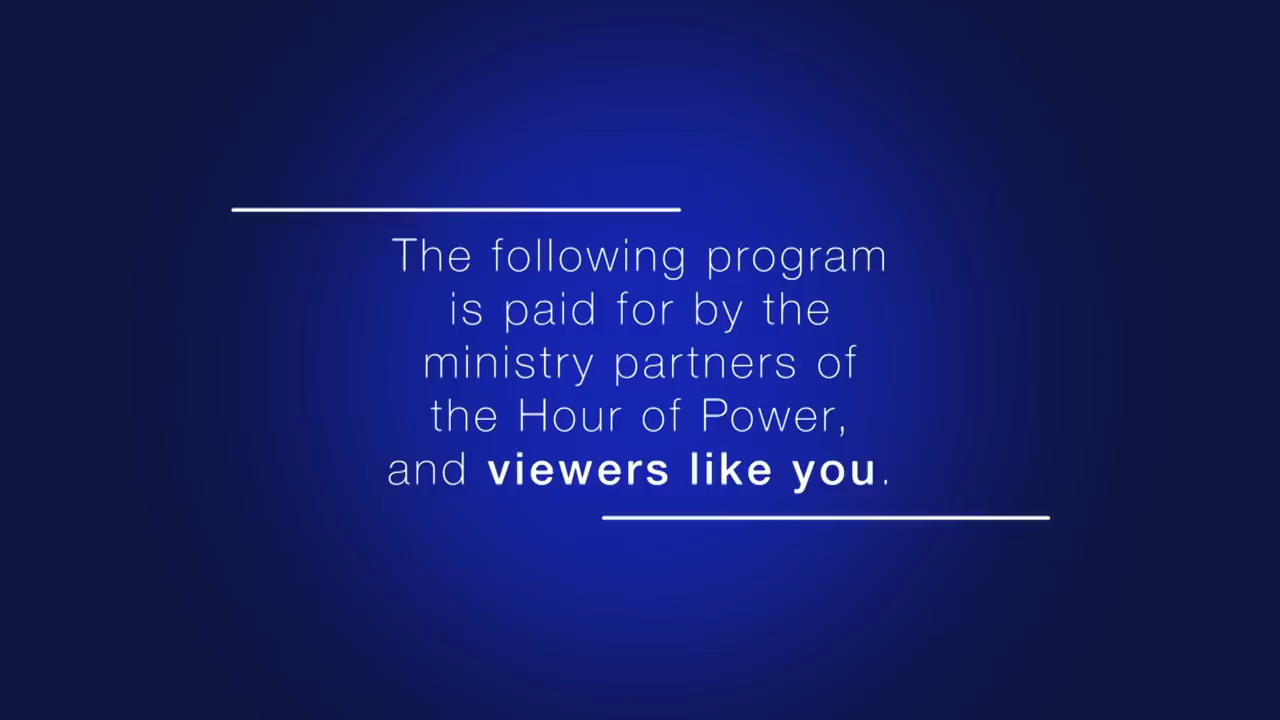 The following program
is paid for by the
ministry partners of
the Hour of Power,
and viewers like you.